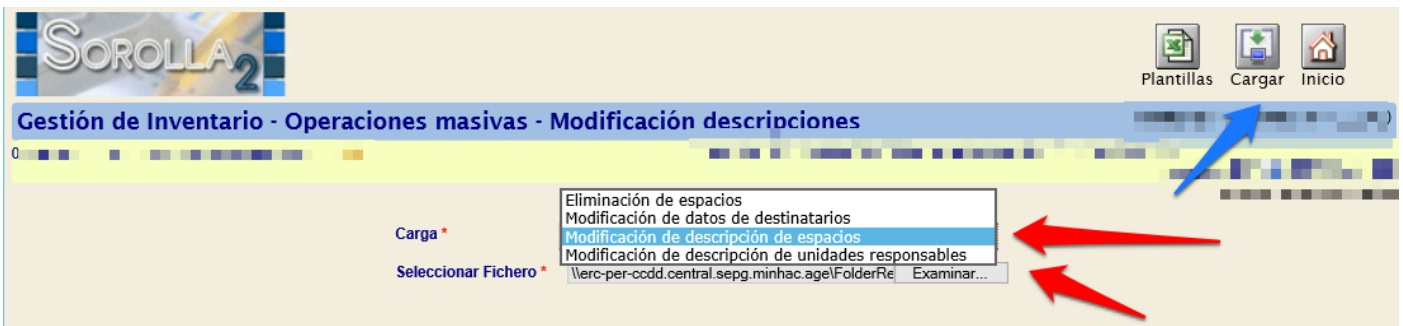 SOROLLA2
Plantillas Cargar Inicio
Gestión de Inventario - Operaciones masivas - Modificación descripciones
Eliminación de espacios
Modificación de datos de destinatarios
Carga *
Modificación de descripción de espacios
Modificación de descripción de unidades responsables
Seleccionar Fichero * \\erc-per-ccdd.central.sepg.minhac.age\FolderRe Examinar...